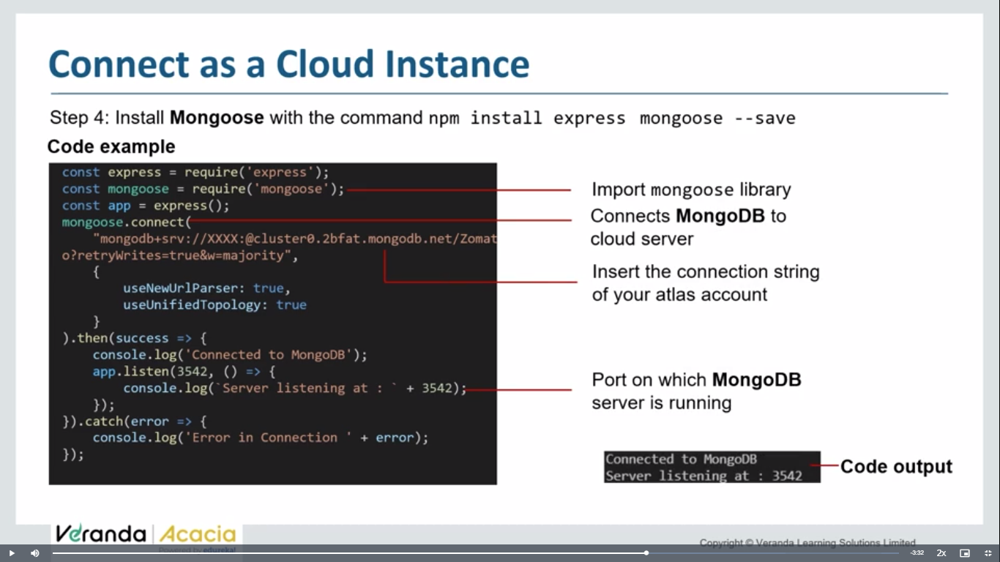 Connect as a Cloud Instance
Step 4: Install Mongoose with the command npm install express mongoose --save
Code example
const express = require('express');
const mongoose = require('mongoose');
const app = express();
mongoose.connect(
"mongodb+srv://XXXX:@cluster0.2bfat.mongodb.net/Zomat
o?retryWrites=true&w=majority",
{
useNewUrlParser: true,
useUnifiedTopology: true
}
).then(success => {
console.log('Connected to MongoDB');
app.listen(3542, () => {
console.log(`Server listening at : ` + 3542);
});
}).catch(error => {
console.log('Error in Connection ' + error);
});
Import mongoose library
Connects MongoDB to
cloud server
Insert the connection string
of your atlas account
Port on which MongoDB
server is running
Connected to MongoDB
Server listening at : 3542
Code output
Veranda Acacia
Powered by edureka!
Copyright © Veranda Learning Solutions Limited
-3:32
2x